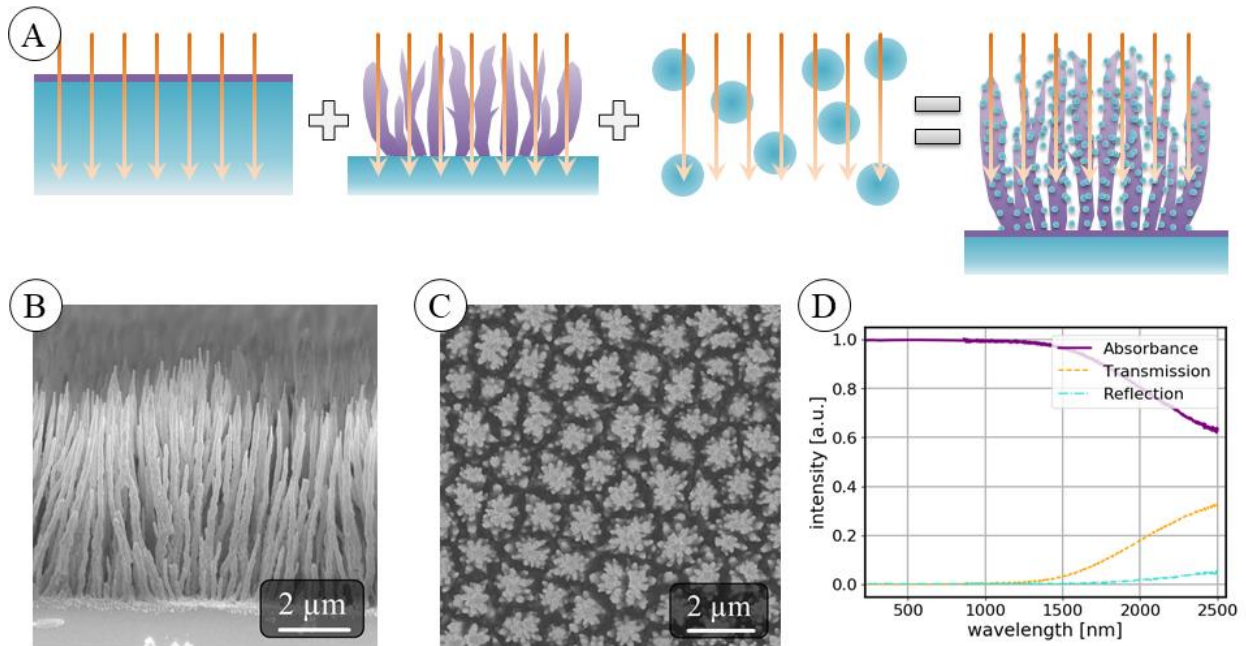 A
B
2 µm
C
2 µm
D
Absorbance
Transmission
Reflection
1.0
0.8
0.6
0.4
0.2
0.0
intensity [a.u.]
500 1000 1500 2000 2500
wavelength [nm]